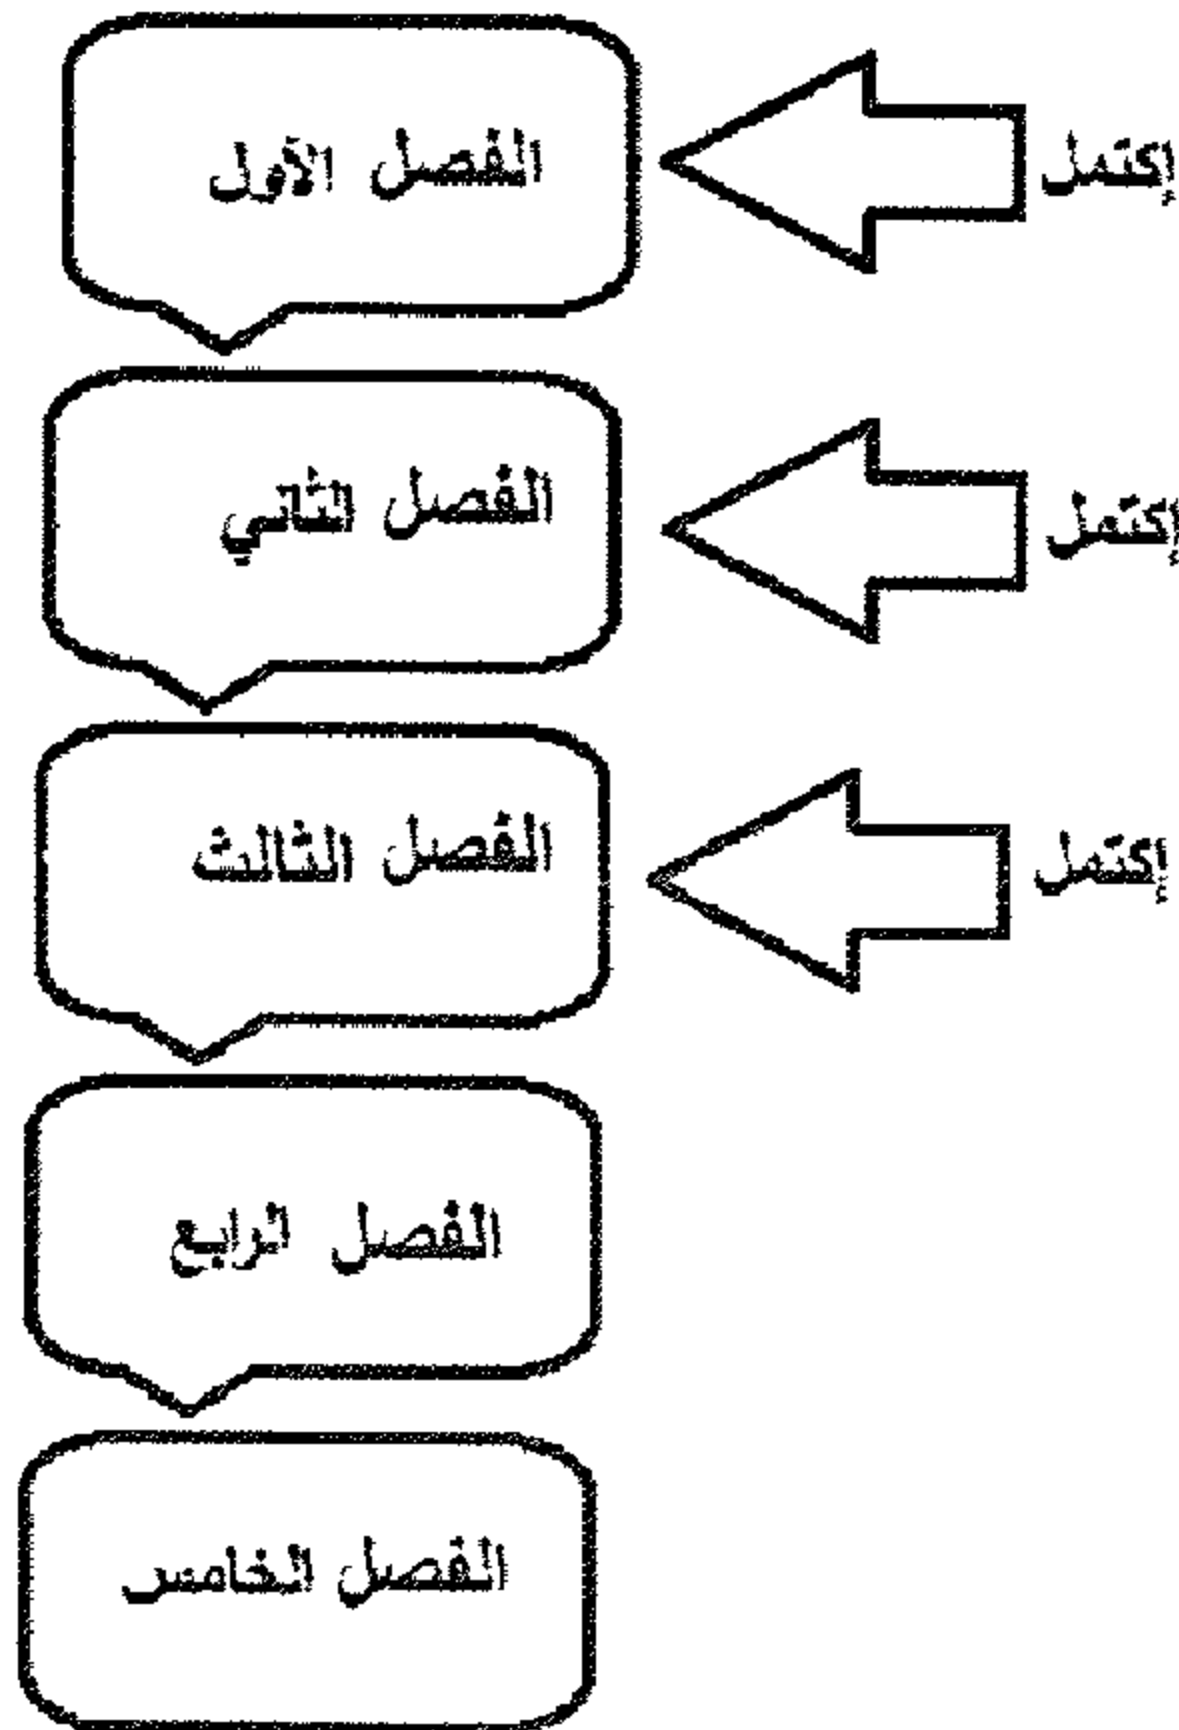 إكتمل
الفصل الأول
إكتمل
الفصل الثاني
إكتمل
الفصل الثالث
الفصل الرابع
الفصل الخامس